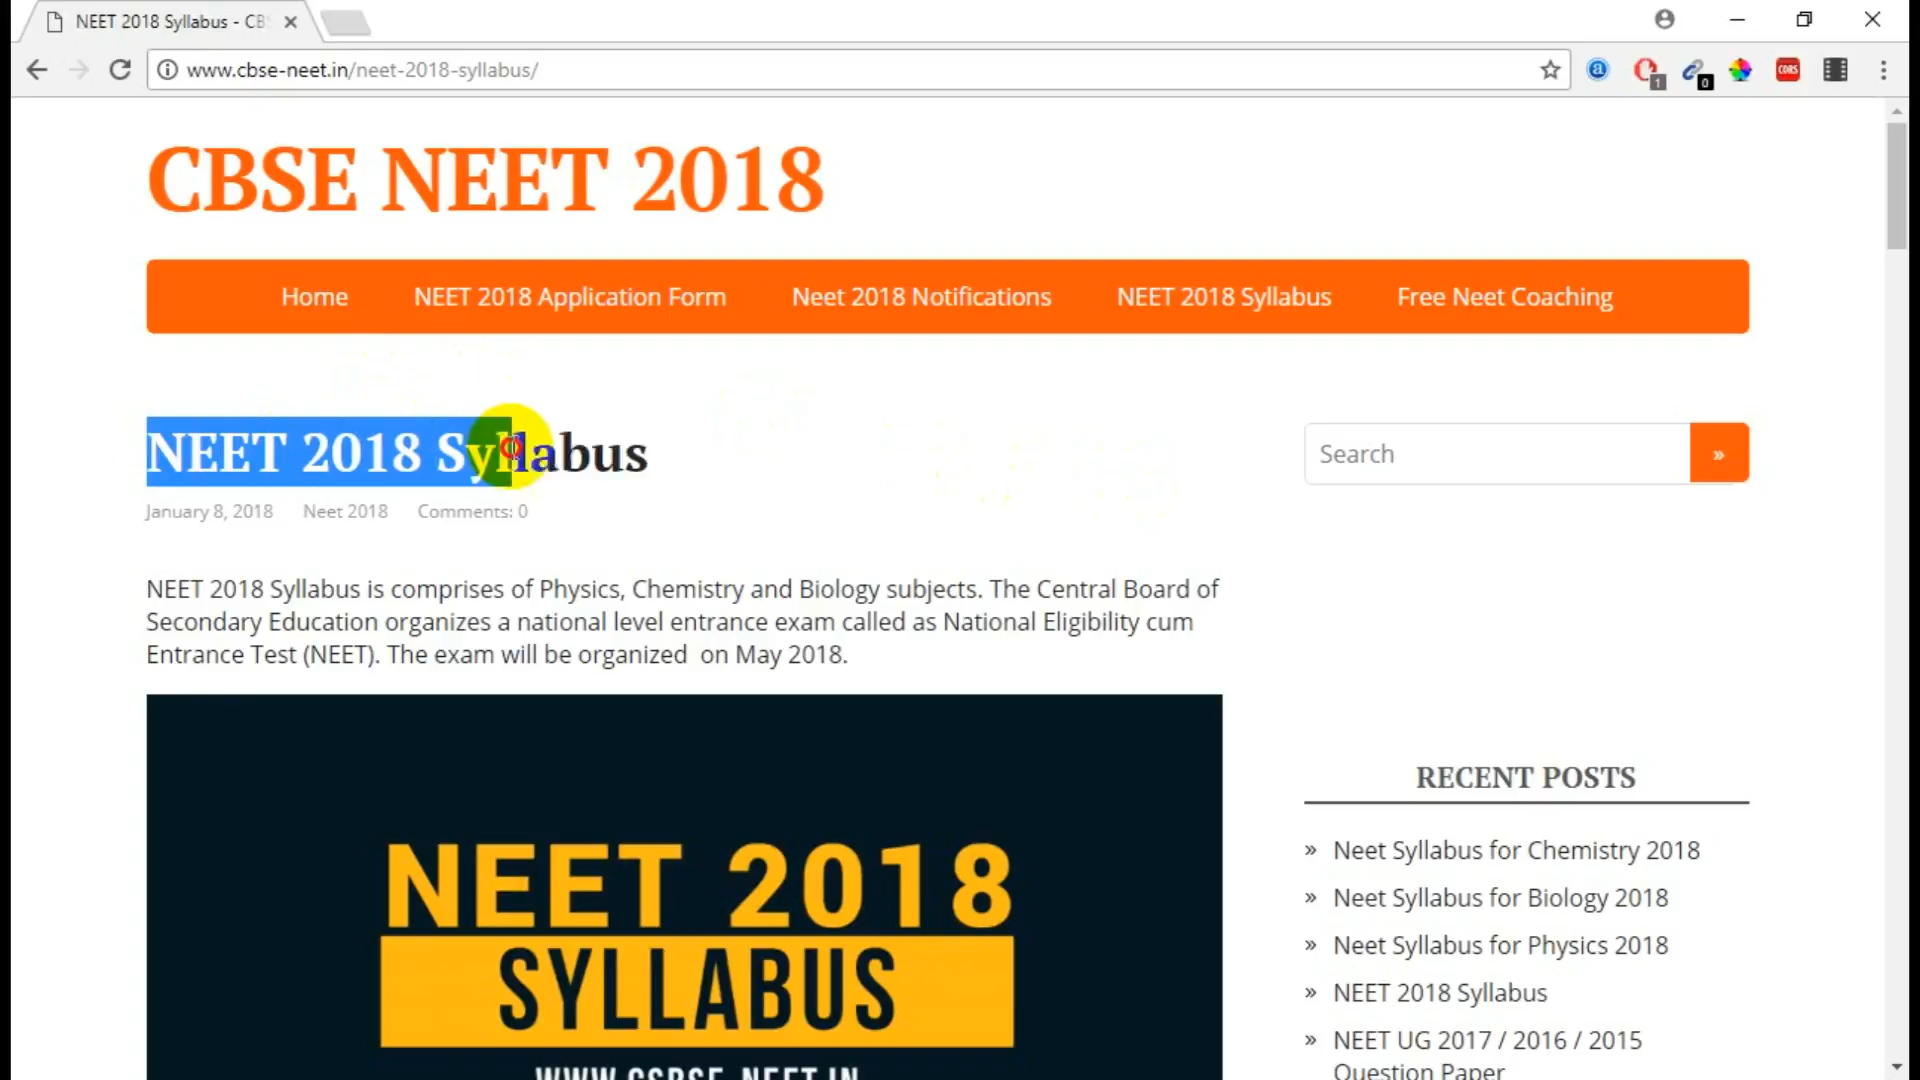 NEET 2018 Syllabus - CB
www.cbse-neet.in/neet-2018-syllabus/
1
0
CORS
CBSE NEET 2018
Home
NEET 2018 Application Form
Neet 2018 Notifications
NEET 2018 Syllabus
Free Neet Coaching
NEET 2018 Syllabus
January 8, 2018
Neet 2018
Comments: 0
Search
»
NEET 2018 Syllabus is comprises of Physics, Chemistry and Biology subjects. The Central Board of
Secondary Education organizes a national level entrance exam called as National Eligibility cum
Entrance Test (NEET). The exam will be organized on May 2018.
NEET 2018
SYLLABUS
RECENT POSTS
» Neet Syllabus for Chemistry 2018
» Neet Syllabus for Biology 2018
» Neet Syllabus for Physics 2018
» NEET 2018 Syllabus
» NEET UG 2017 / 2016 / 2015
Question Paper